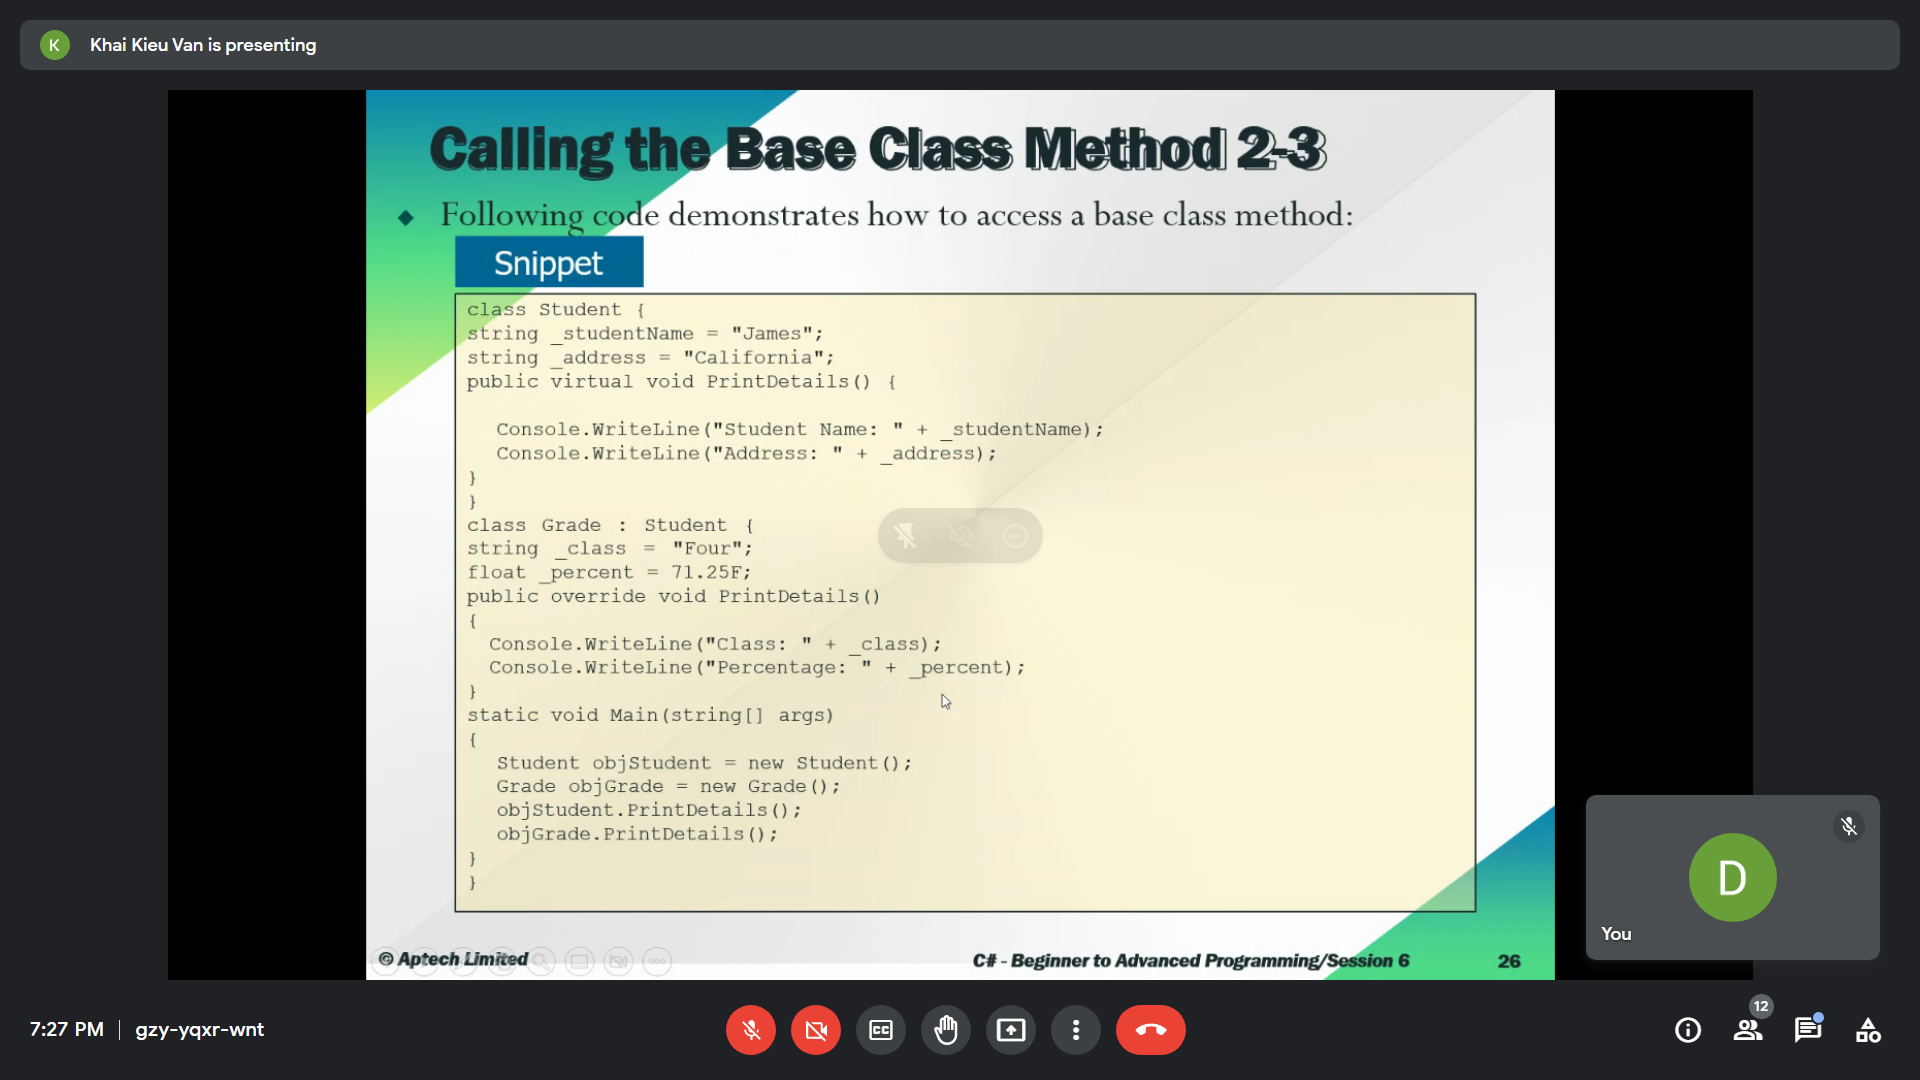 K
Khai Kieu Van is presenting
Calling the Base Class Method 2-3
◆ Following code demonstrates how to access a base class method:
Snippet
class Student {
string _studentName = "James";
string _address = "California";
public virtual void PrintDetails() {
Console.WriteLine("Student Name: " + _studentName);
Console.WriteLine("Address: " + _address);
}
}
class Grade : Student {
string _class = "Four";
float _percent = 71.25F;
public override void PrintDetails()
{
Console.WriteLine("Class: " + _class);
Console.WriteLine("Percentage: " + _percent);
}
static void Main(string[] args)
{
Student objStudent = new Student();
Grade objGrade = new Grade();
objStudent.PrintDetails();
objGrade.PrintDetails();
}
}
© Aptech Limited
C# - Beginner to Advanced Programming/Session 6
26
D
You
7:27 PM | gzy-yqxr-wnt
CC
12